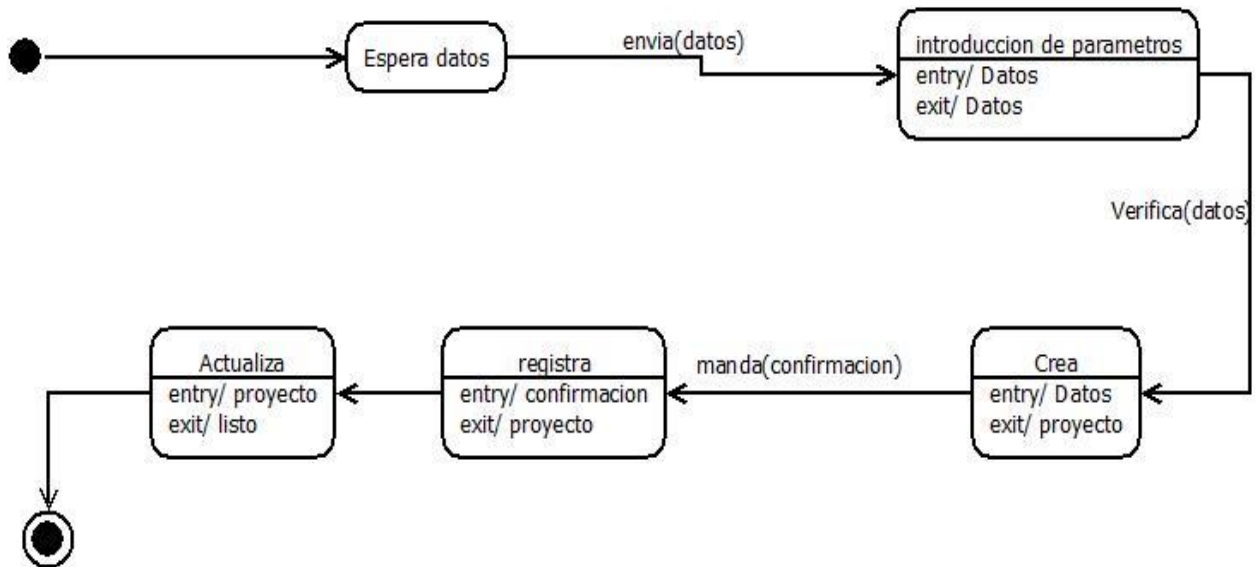 Espera datos
envia(datos)
introduccion de parametros
entry/ Datos
exit/ Datos
Verifica(datos)
Actualiza
entry/ proyecto
exit/ listo
registra
entry/ confirmacion
exit/ proyecto
manda(confirmacion)
Crea
entry/ Datos
exit/ proyecto